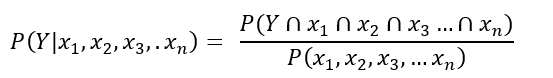 P(Y|x₁, x₂, x₃, . xₙ) = P(Y ∩ x₁ ∩ x₂ ∩ x₃ … ∩ xₙ) / P(x₁, x₂, x₃, … xₙ)